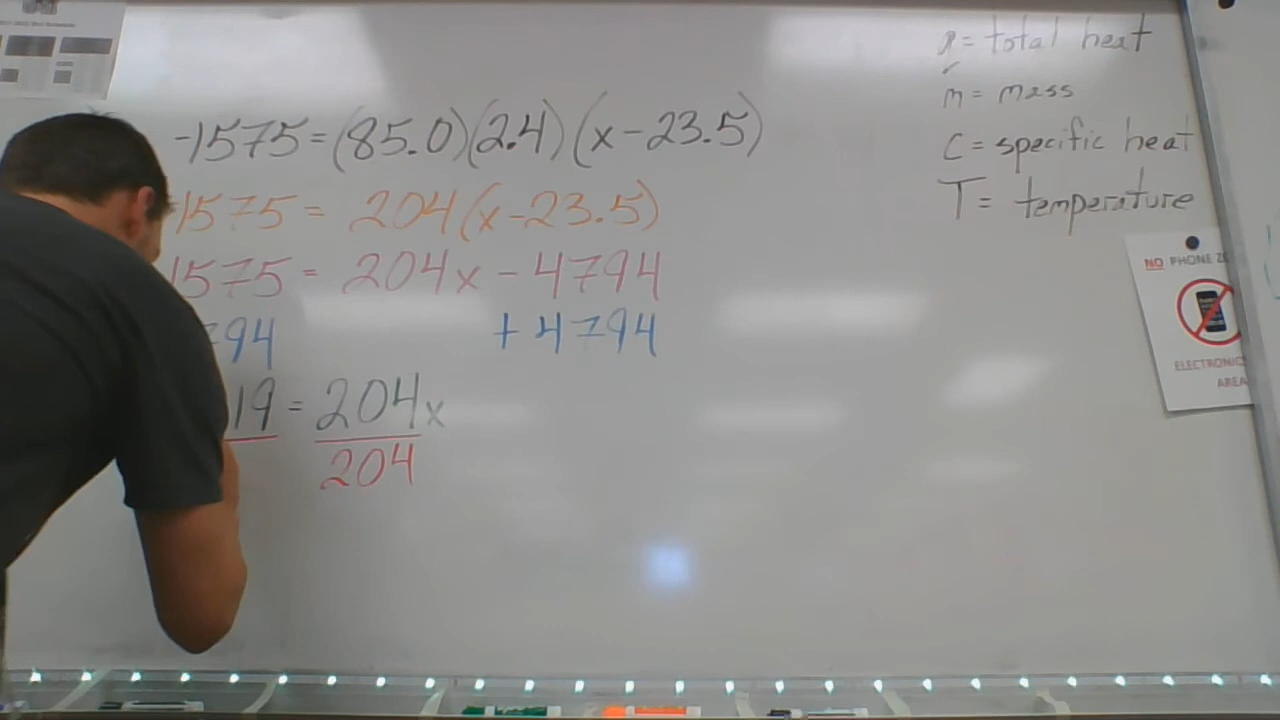 -1575 = (85.0)(2.4)(x-23.5)
1575 = 204(x-23.5)
1575 = 204x - 4794
794 + 4794
19 = 204x
204
= total heat
m = mass
C = specific heat
T = temperature
NO PHONE
ELECTRONIC
AREA